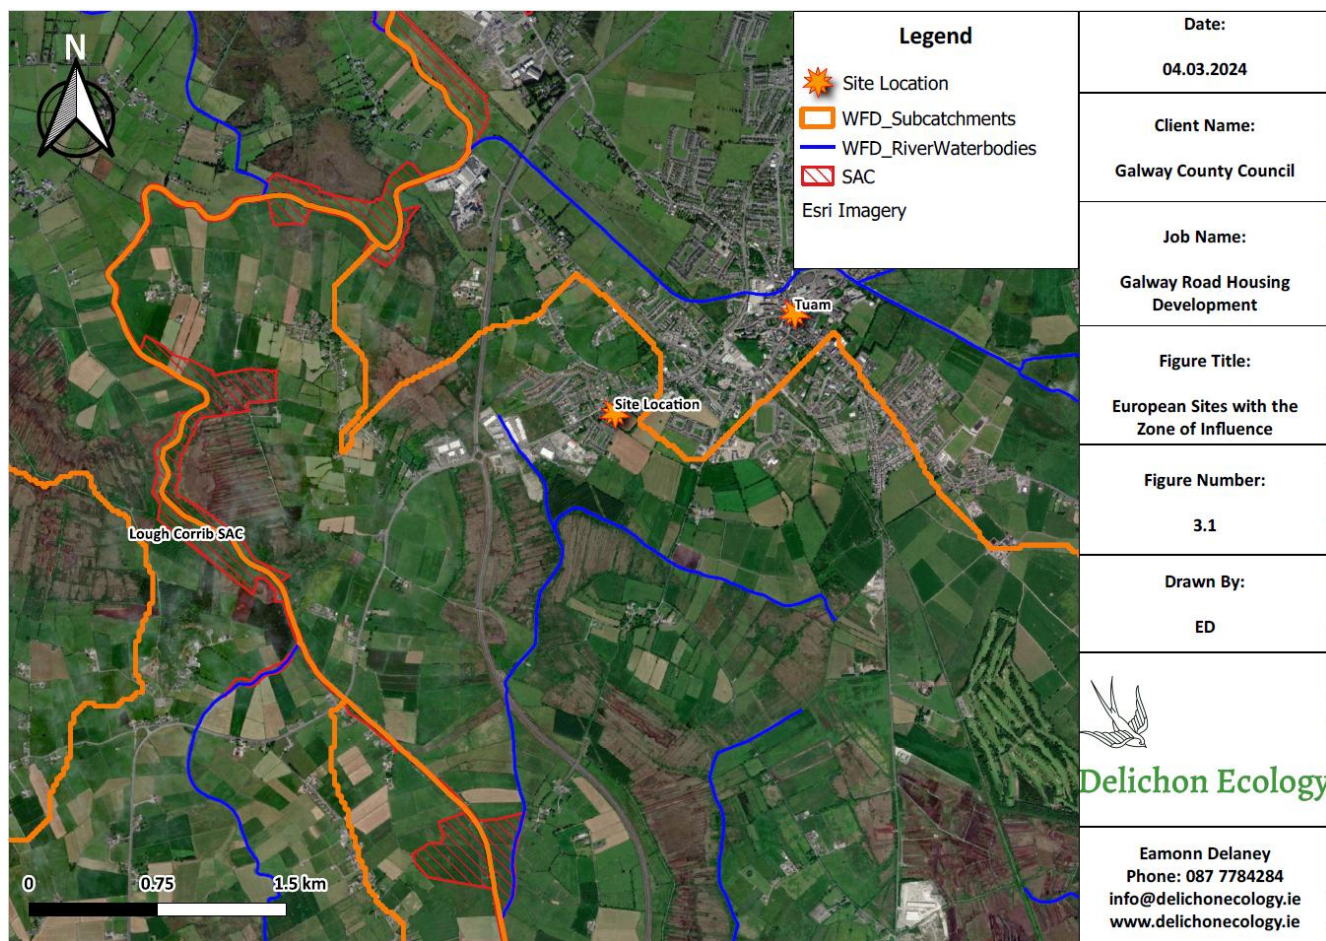 N
Legend
Site Location
WFD_Subcatchments
WFD_RiverWaterbodies
SAC
Esri Imagery
Tuam
Site Location
Lough Corrib SAC
0 0.75 1.5 km
Date:
04.03.2024
Client Name:
Galway County Council
Job Name:
Galway Road Housing
Development
Figure Title:
European Sites with the
Zone of Influence
Figure Number:
3.1
Drawn By:
ED
Delichon Ecology
Eamonn Delaney
Phone: 087 7784284
info@delichonecology.ie
www.delichonecology.ie